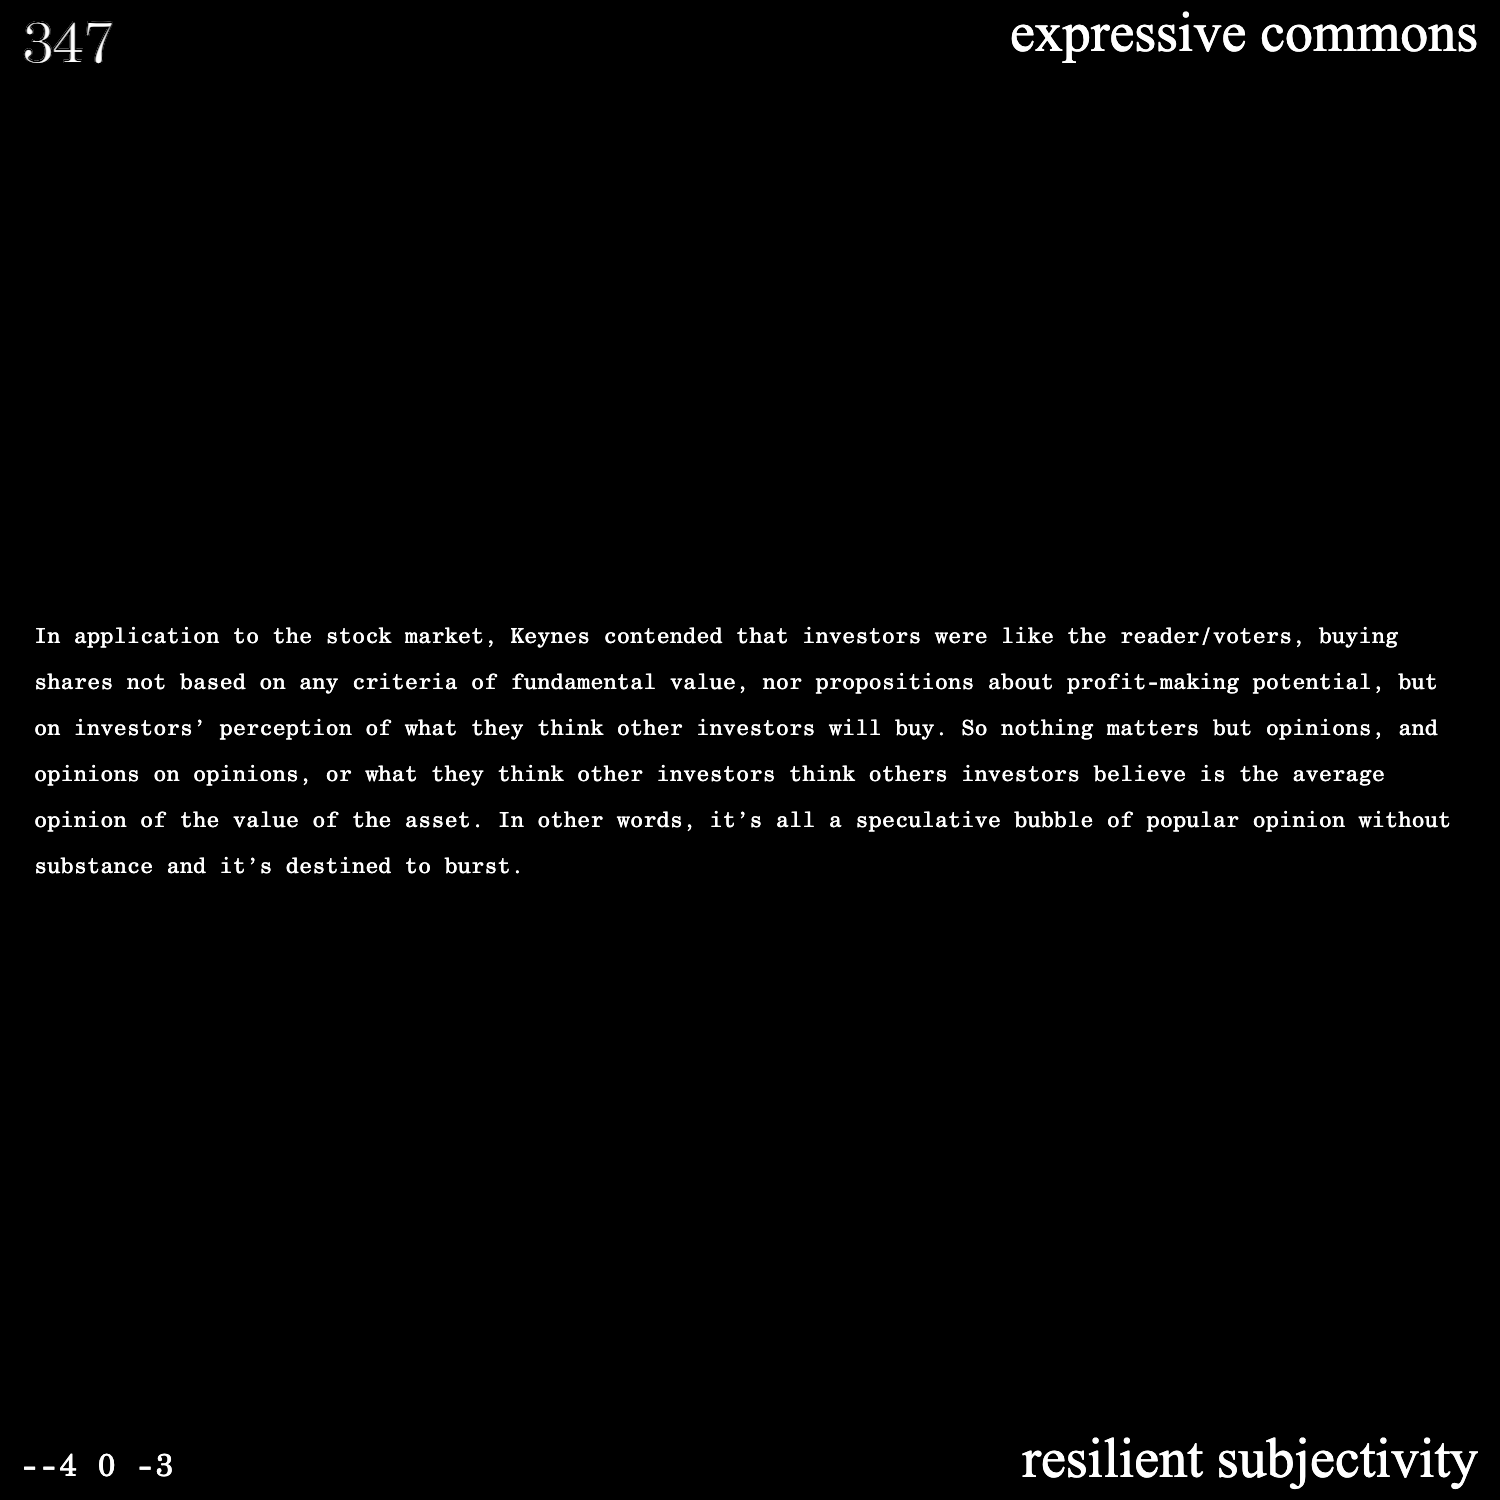 347
expressive commons
In application to the stock market, Keynes contended that investors were like the reader/voters, buying
shares not based on any criteria of fundamental value, nor propositions about profit-making potential, but
on investors’ perception of what they think other investors will buy. So nothing matters but opinions, and
opinions on opinions, or what they think other investors think others investors believe is the average
opinion of the value of the asset. In other words, it’s all a speculative bubble of popular opinion without
substance and it’s destined to burst.
--4 0 -3
resilient subjectivity